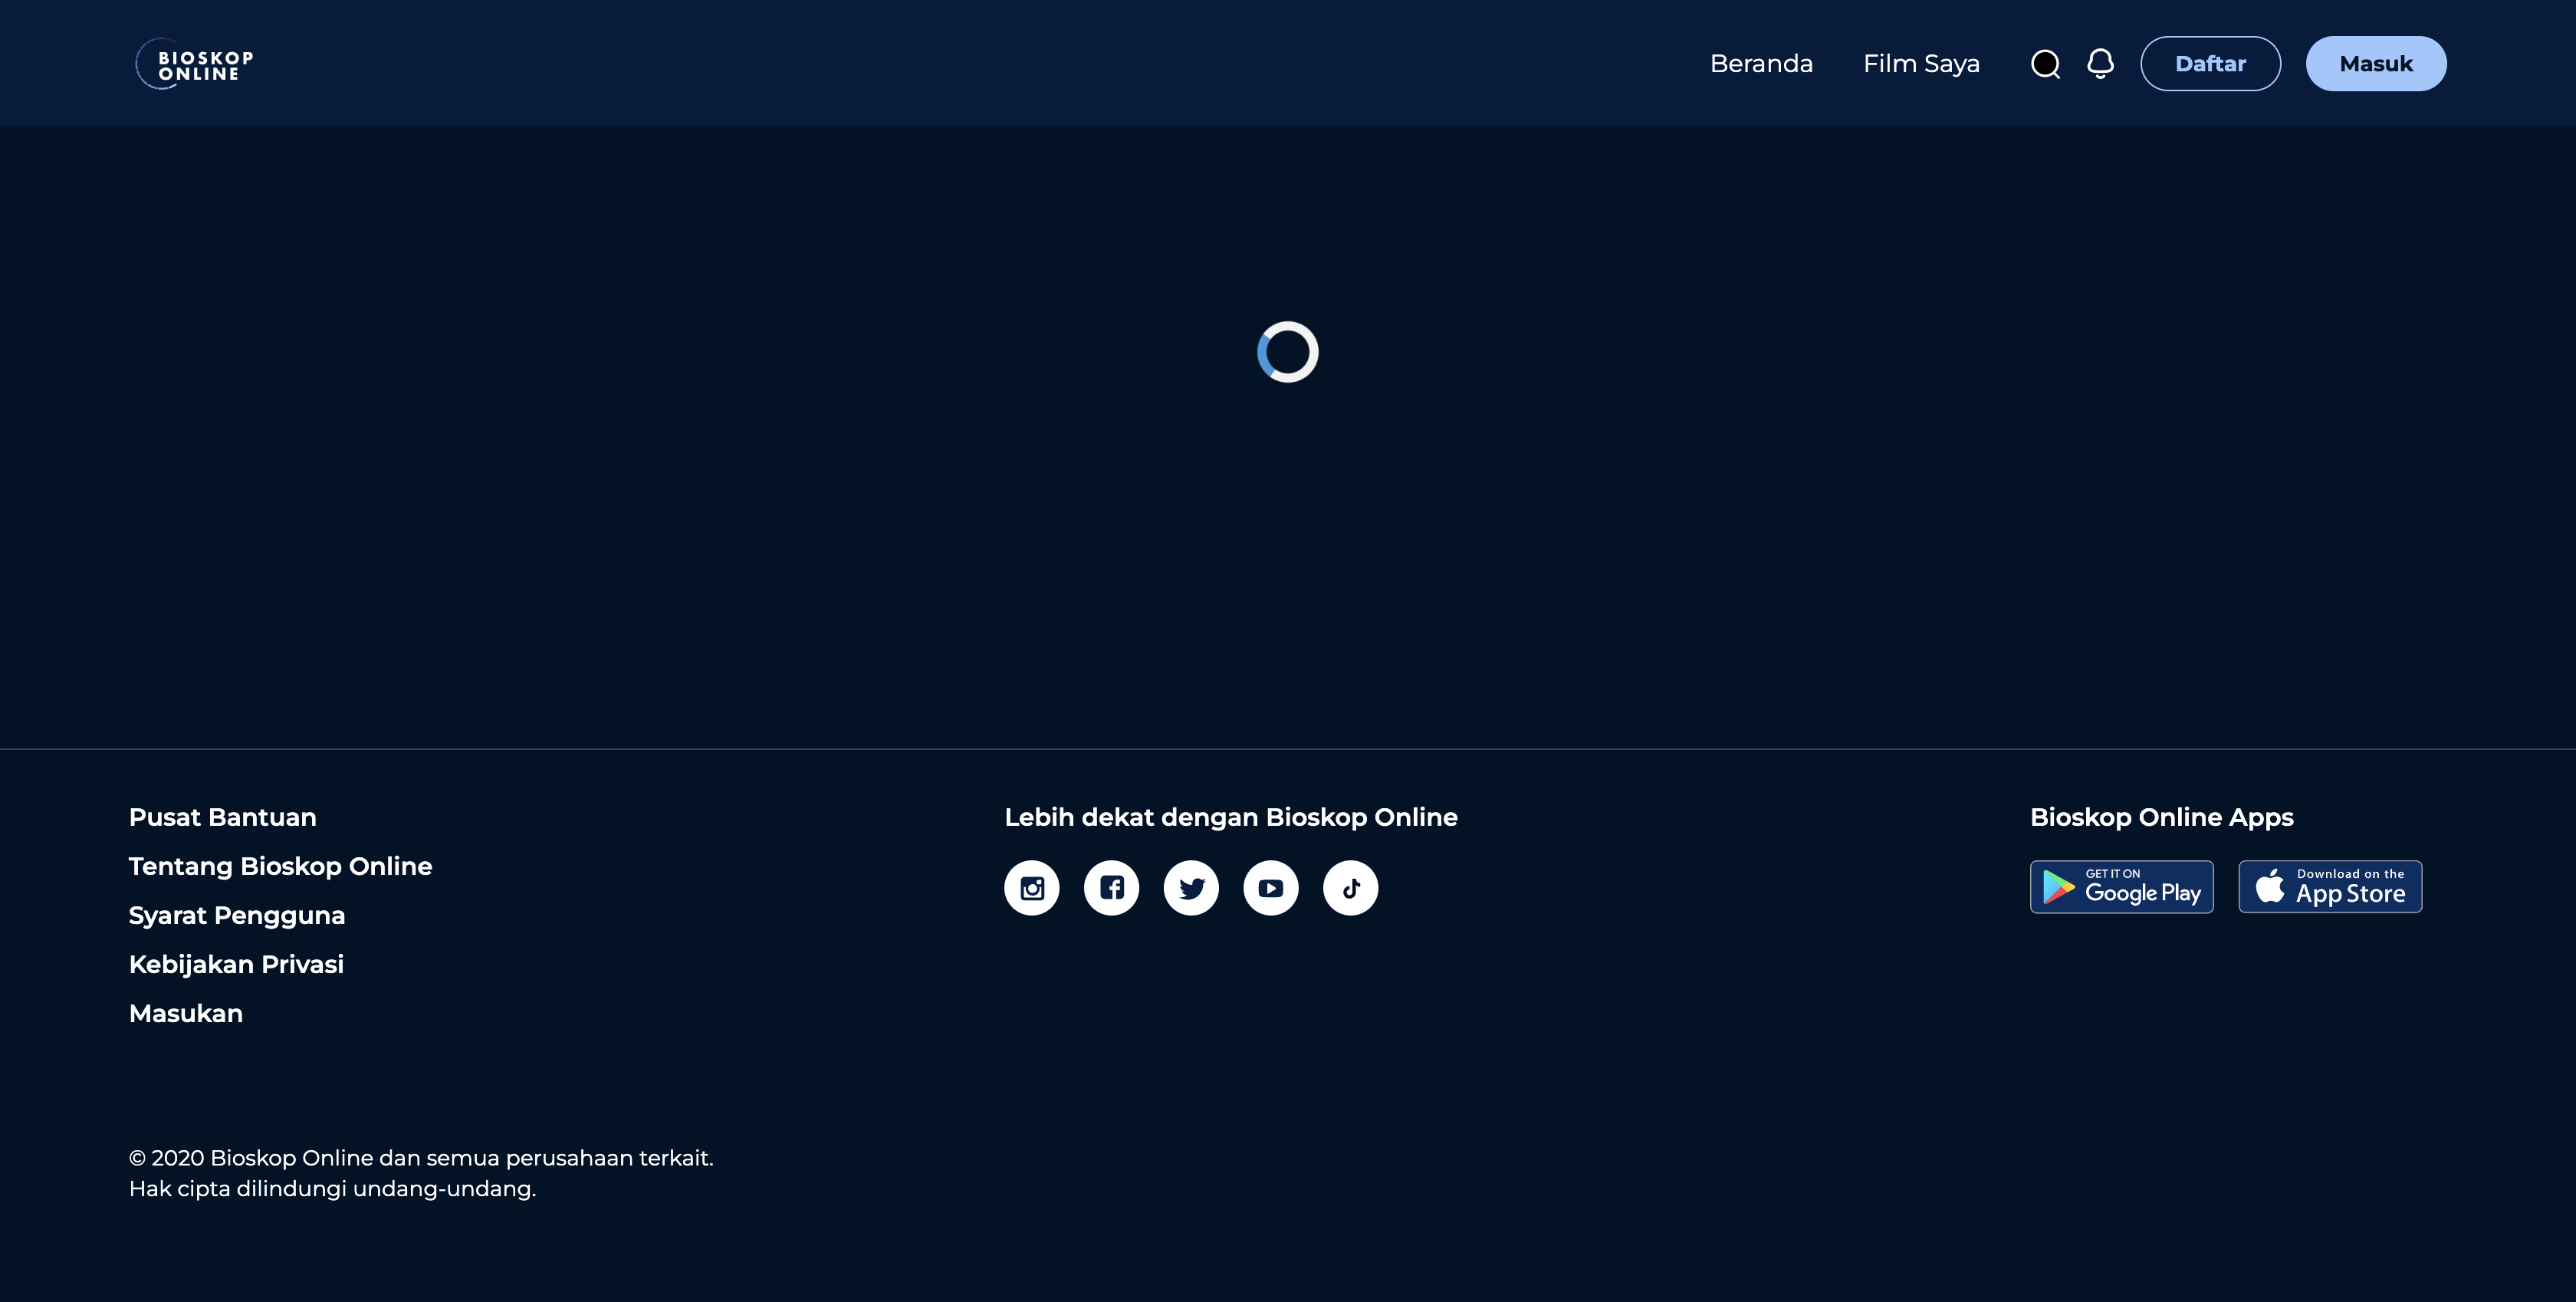 BIOSKOP
ONLINE
Beranda
Film Saya
Daftar
Masuk
Pusat Bantuan
Tentang Bioskop Online
Syarat Pengguna
Kebijakan Privasi
Masukan
Lebih dekat dengan Bioskop Online
Bioskop Online Apps
GET IT ON
Google Play
Download on the
App Store
© 2020 Bioskop Online dan semua perusahaan terkait.
Hak cipta dilindungi undang-undang.